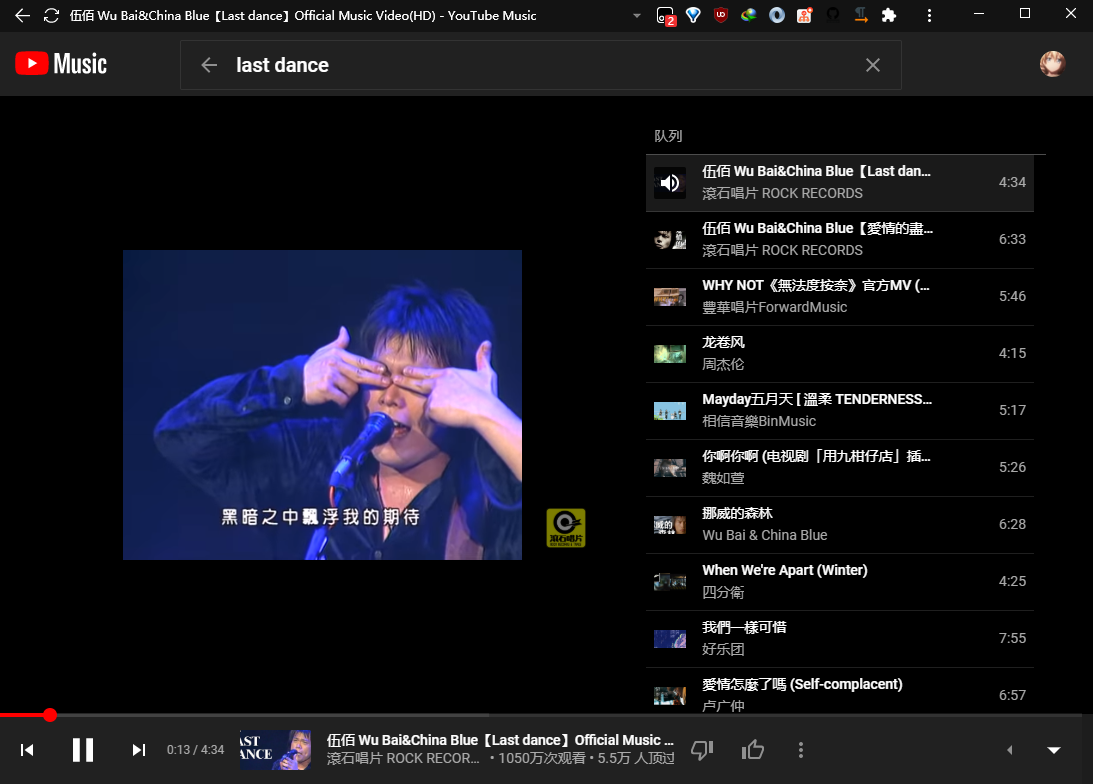 伍佰 Wu Bai&China Blue【Last dance】Official Music Video(HD) - YouTube Music
2
UD
Music
last dance
队列
伍佰 Wu Bai&China Blue【Last dan...
滾石唱片 ROCK RECORDS
4:34
伍佰 Wu Bai&China Blue【愛情的盡...
滾石唱片 ROCK RECORDS
6:33
WHY NOT《無法度按奈》官方MV (...
豐華唱片ForwardMusic
5:46
龙卷风
周杰伦
4:15
Mayday五月天 [ 溫柔 TENDERNESS...
相信音樂BinMusic
5:17
你啊你啊 (电视剧「用九柑仔店」插...
魏如萱
5:26
挪威的森林
Wu Bai & China Blue
6:28
When We're Apart (Winter)
四分衛
4:25
我們一樣可惜
好乐团
7:55
愛情怎麼了嗎 (Self-complacent)
卢广仲
6:57
黑暗之中飄浮我的期待
滾石唱片
0:13 / 4:34
AST
DANCE
伍佰 Wu Bai&China Blue【Last dance】Official Music ...
滾石唱片 ROCK RECOR... • 1050万次观看 • 5.5万 人顶过